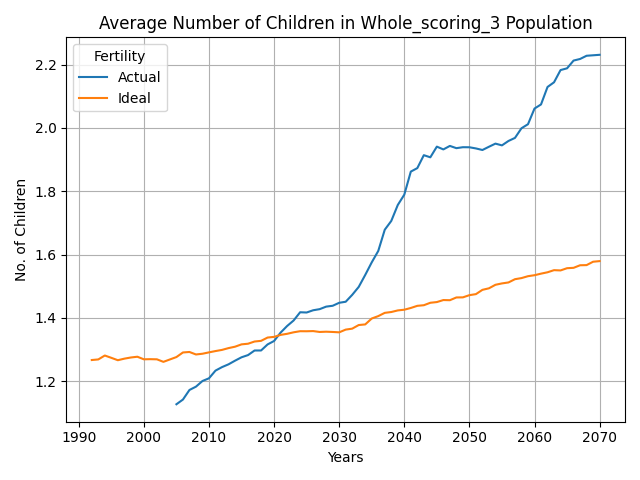 Average Number of Children in Whole_scoring_3 Population
Fertility
Actual
Ideal
No. of Children
2.2
2.0
1.8
1.6
1.4
1.2
1990 2000 2010 2020 2030 2040 2050 2060 2070
Years